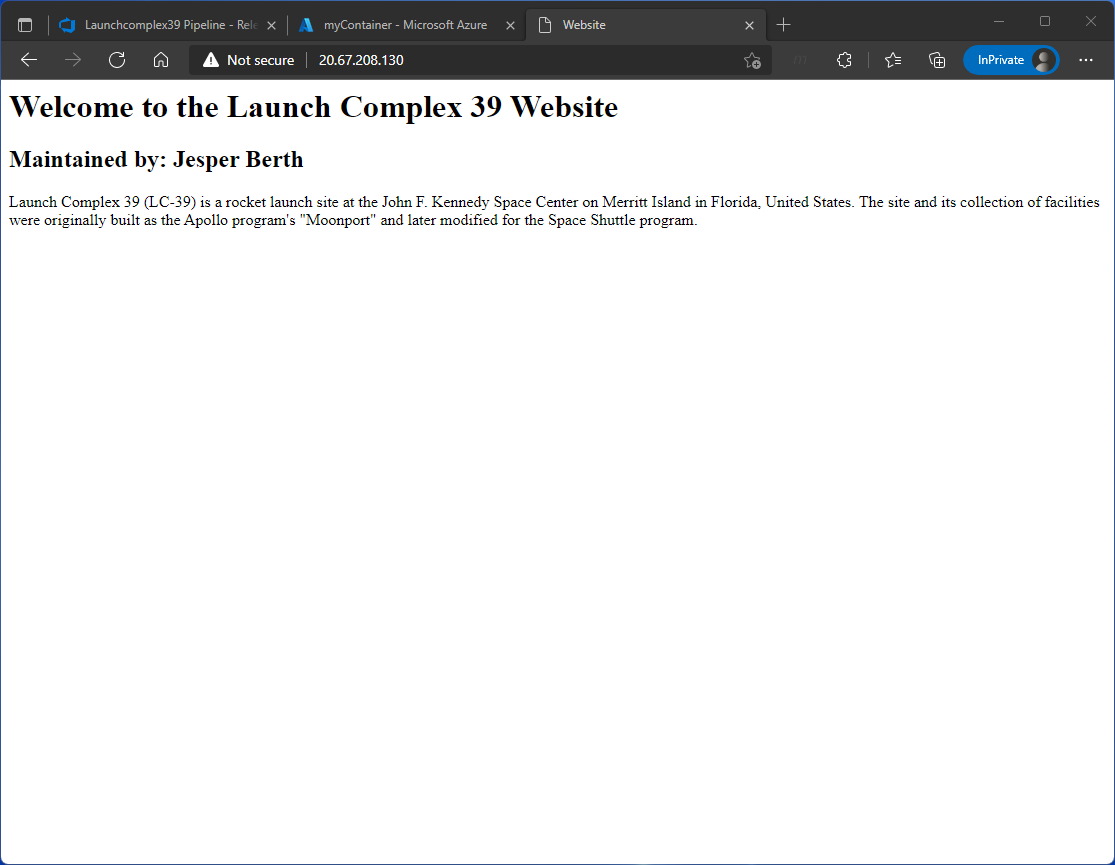 Launchcomplex39 Pipeline - Rele
myContainer - Microsoft Azure
Website
Not secure
20.67.208.130
InPrivate
Welcome to the Launch Complex 39 Website
Maintained by: Jesper Berth
Launch Complex 39 (LC-39) is a rocket launch site at the John F. Kennedy Space Center on Merritt Island in Florida, United States. The site and its collection of facilities
were originally built as the Apollo program's "Moonport" and later modified for the Space Shuttle program.